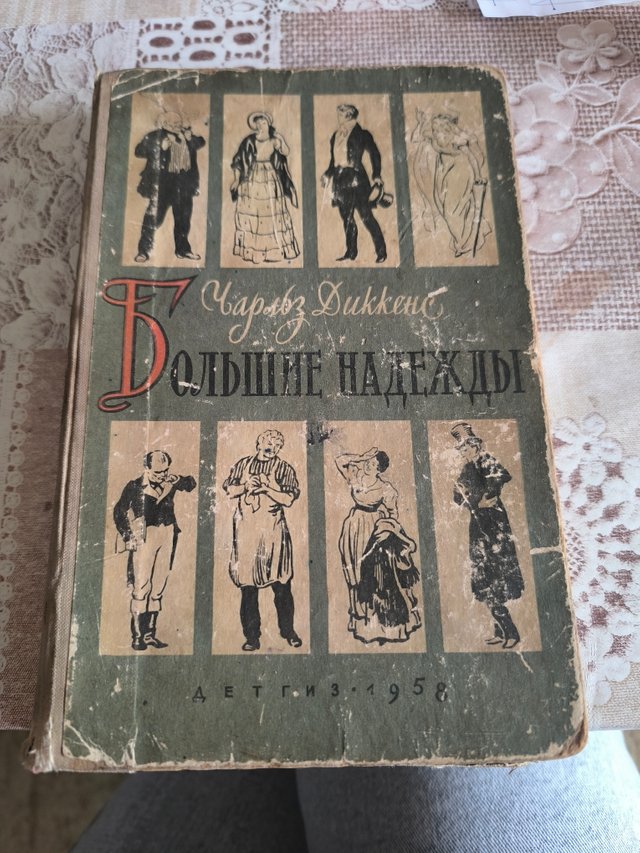 Чарльз Диккенс
Большие надежды
ДЕТГИЗ · 1958